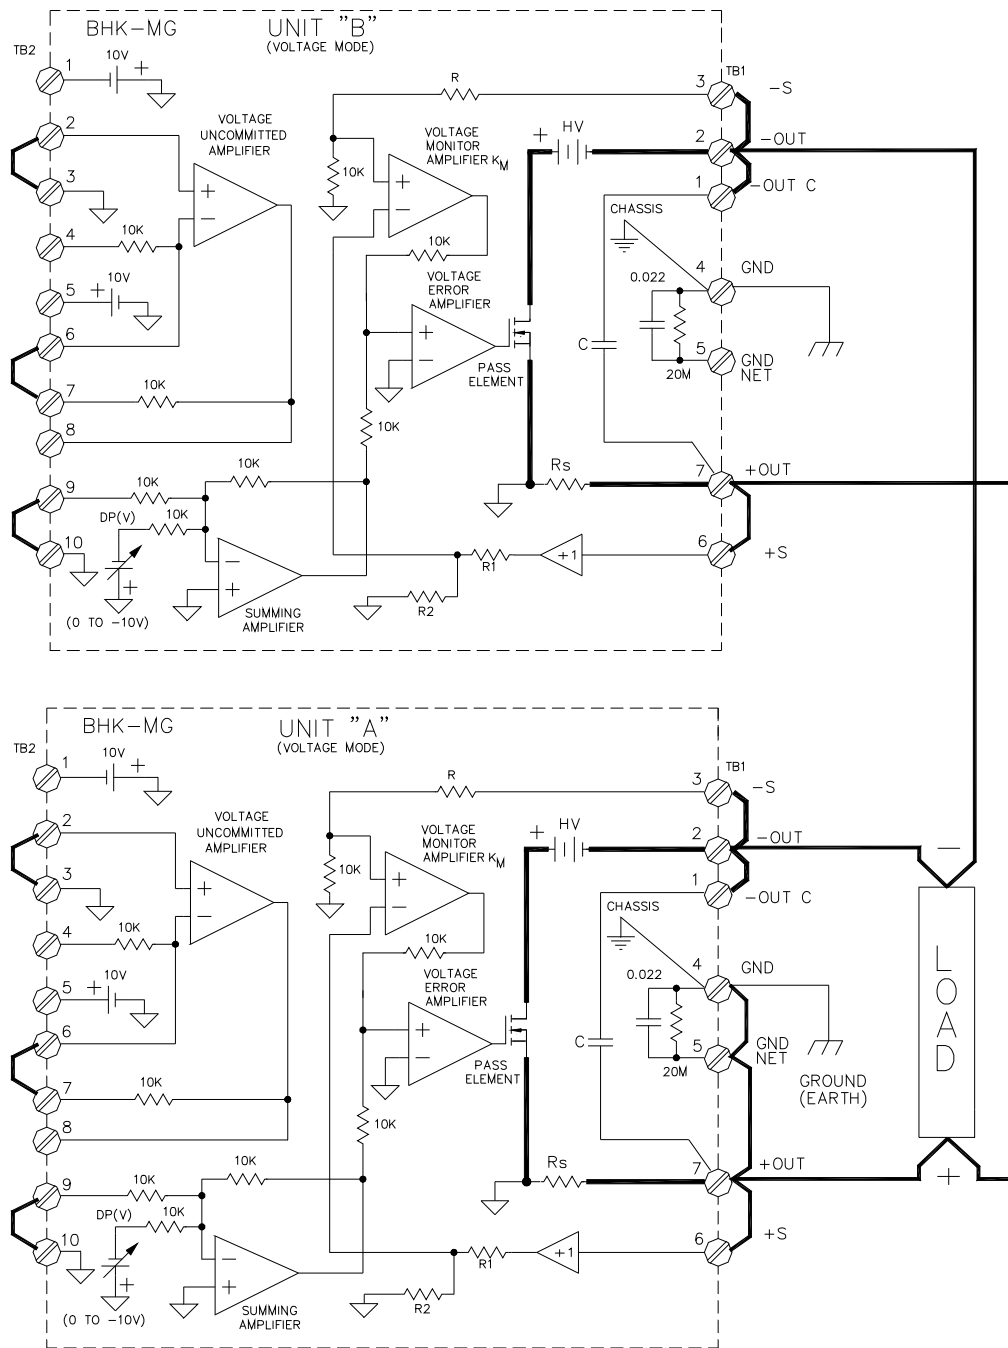 BHK-MG
UNIT "B"
(VOLTAGE MODE)
TB2
10V
+
1
2
3
4
5
6
7
8
9
10
VOLTAGE
UNCOMMITTED
AMPLIFIER
+
−
10K
+
10V
10K
10K
10K
DP(V)
10K
+
(0 TO -10V)
−
+
SUMMING
AMPLIFIER
R
10K
VOLTAGE
MONITOR
AMPLIFIER KM
+
−
10K
VOLTAGE
ERROR
AMPLIFIER
+
−
10K
PASS
ELEMENT
+
HV
TB1
3
-S
2
-OUT
1
-OUT C
CHASSIS
4
GND
0.022
20M
5
GND
NET
C
Rs
7
+OUT
6
+S
+1
R1
R2
BHK-MG
UNIT "A"
(VOLTAGE MODE)
TB2
10V
+
1
2
3
4
5
6
7
8
9
10
VOLTAGE
UNCOMMITTED
AMPLIFIER
+
−
10K
+
10V
10K
10K
10K
DP(V)
10K
+
(0 TO -10V)
−
+
SUMMING
AMPLIFIER
R
10K
VOLTAGE
MONITOR
AMPLIFIER KM
+
−
10K
VOLTAGE
ERROR
AMPLIFIER
+
−
10K
PASS
ELEMENT
+
HV
TB1
3
-S
2
-OUT
1
-OUT C
CHASSIS
4
GND
0.022
20M
5
GND
NET
GROUND
(EARTH)
C
Rs
7
+OUT
6
+S
+1
R1
R2
−
LOAD
+